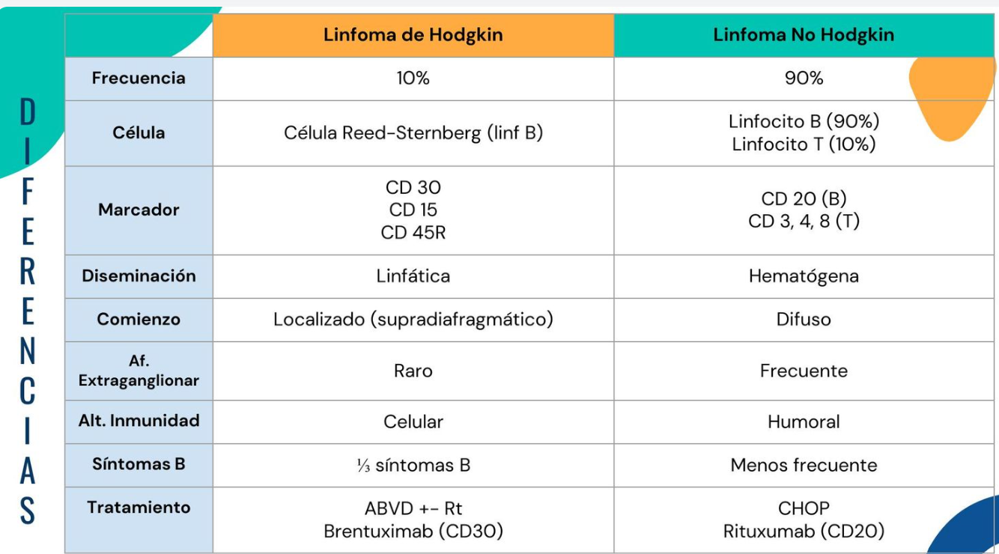 DIFERENCIAS
Linfoma de Hodgkin
Linfoma No Hodgkin
Frecuencia
10%
90%
Célula
Célula Reed-Sternberg (linf B)
Linfocito B (90%)
Linfocito T (10%)
Marcador
CD 30
CD 15
CD 45R
CD 20 (B)
CD 3, 4, 8 (T)
Diseminación
Linfática
Hematógena
Comienzo
Localizado (supradiafragmático)
Difuso
Af.
Extraganglionar
Raro
Frecuente
Alt. Inmunidad
Celular
Humoral
Síntomas B
⅓ síntomas B
Menos frecuente
Tratamiento
ABVD +- Rt
Brentuximab (CD30)
CHOP
Rituxumab (CD20)